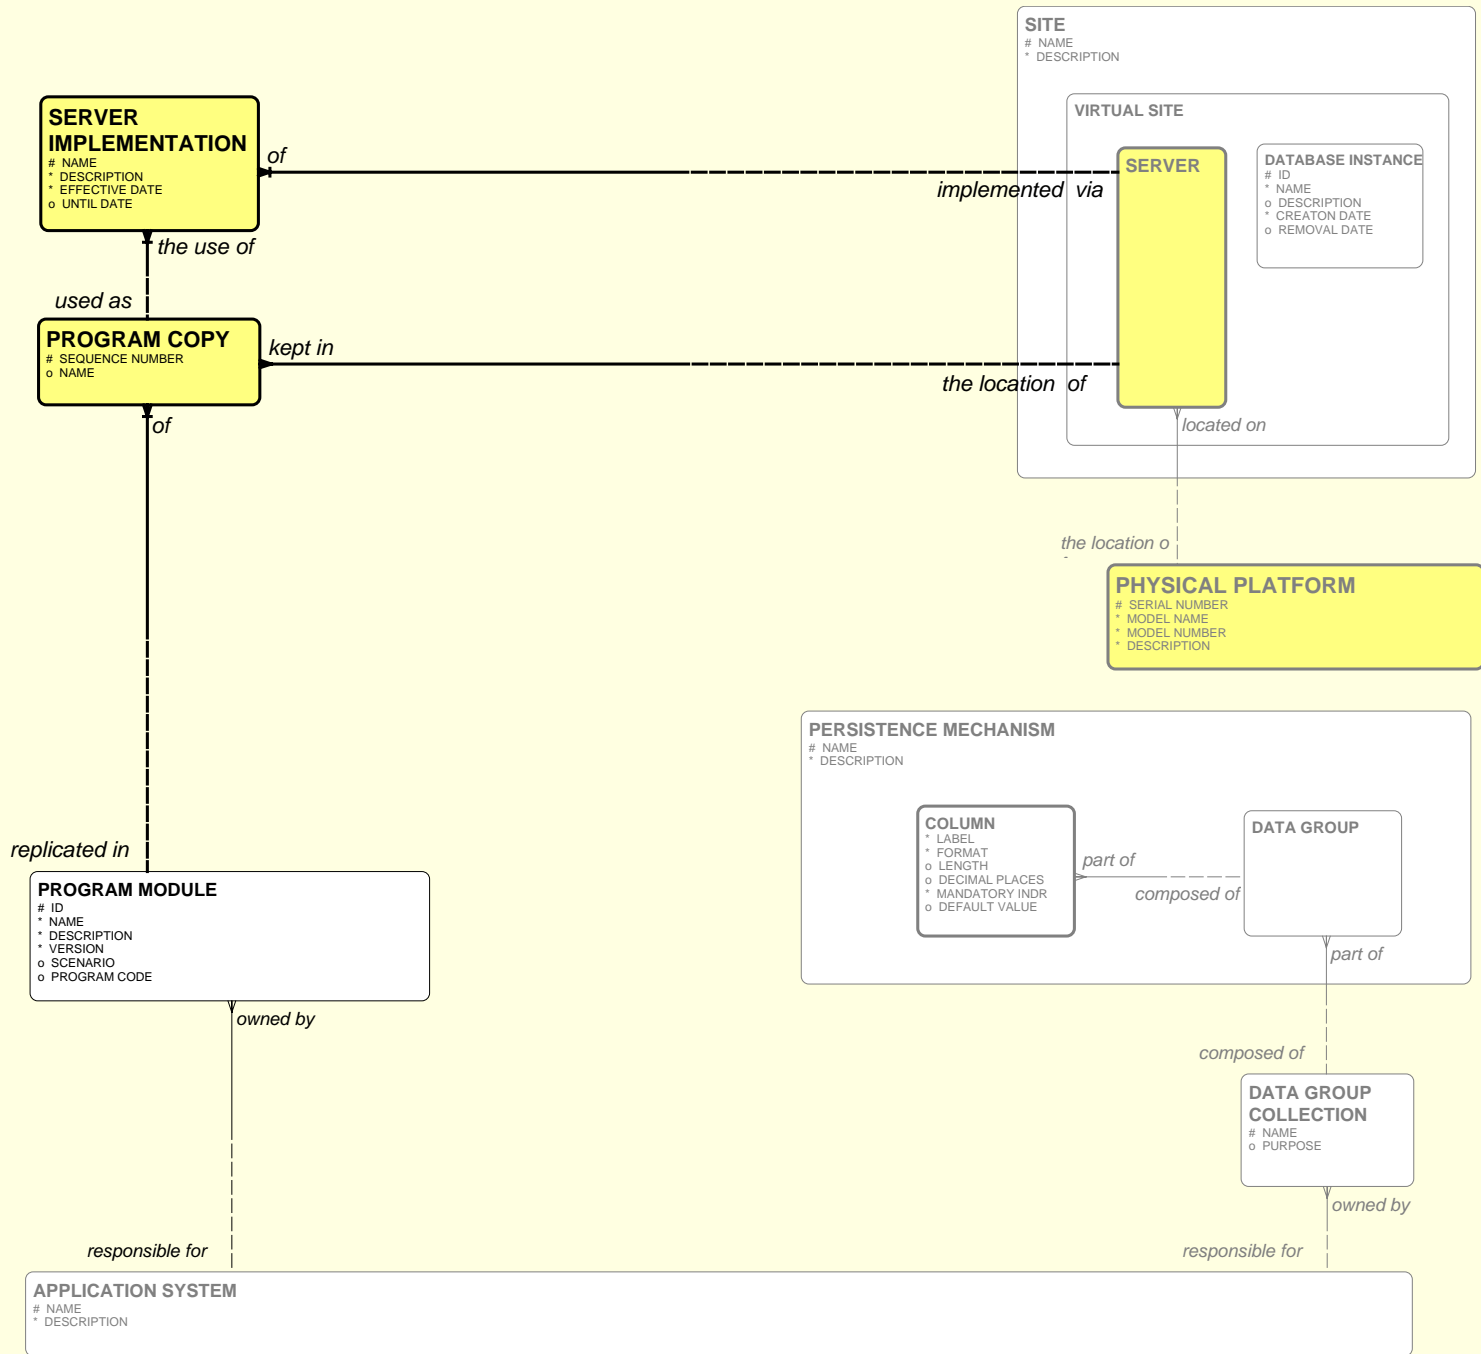 SITE
# NAME
* DESCRIPTION
VIRTUAL SITE
SERVER
IMPLEMENTATION
# NAME
* DESCRIPTION
* EFFECTIVE DATE
o UNTIL DATE
of
implemented via
SERVER
DATABASE INSTANCE
# ID
* NAME
o DESCRIPTION
* CREATON DATE
o REMOVAL DATE
the use of
used as
PROGRAM COPY
# SEQUENCE NUMBER
o NAME
kept in
the location of
of
located on
the location o
PHYSICAL PLATFORM
# SERIAL NUMBER
* MODEL NAME
* MODEL NUMBER
* DESCRIPTION
PERSISTENCE MECHANISM
# NAME
* DESCRIPTION
COLUMN
* LABEL
* FORMAT
o LENGTH
o DECIMAL PLACES
* MANDATORY INDR
o DEFAULT VALUE
part of
composed of
DATA GROUP
part of
replicated in
PROGRAM MODULE
# ID
* NAME
* DESCRIPTION
* VERSION
o SCENARIO
o PROGRAM CODE
owned by
composed of
DATA GROUP
COLLECTION
# NAME
o PURPOSE
owned by
responsible for
responsible for
APPLICATION SYSTEM
# NAME
* DESCRIPTION